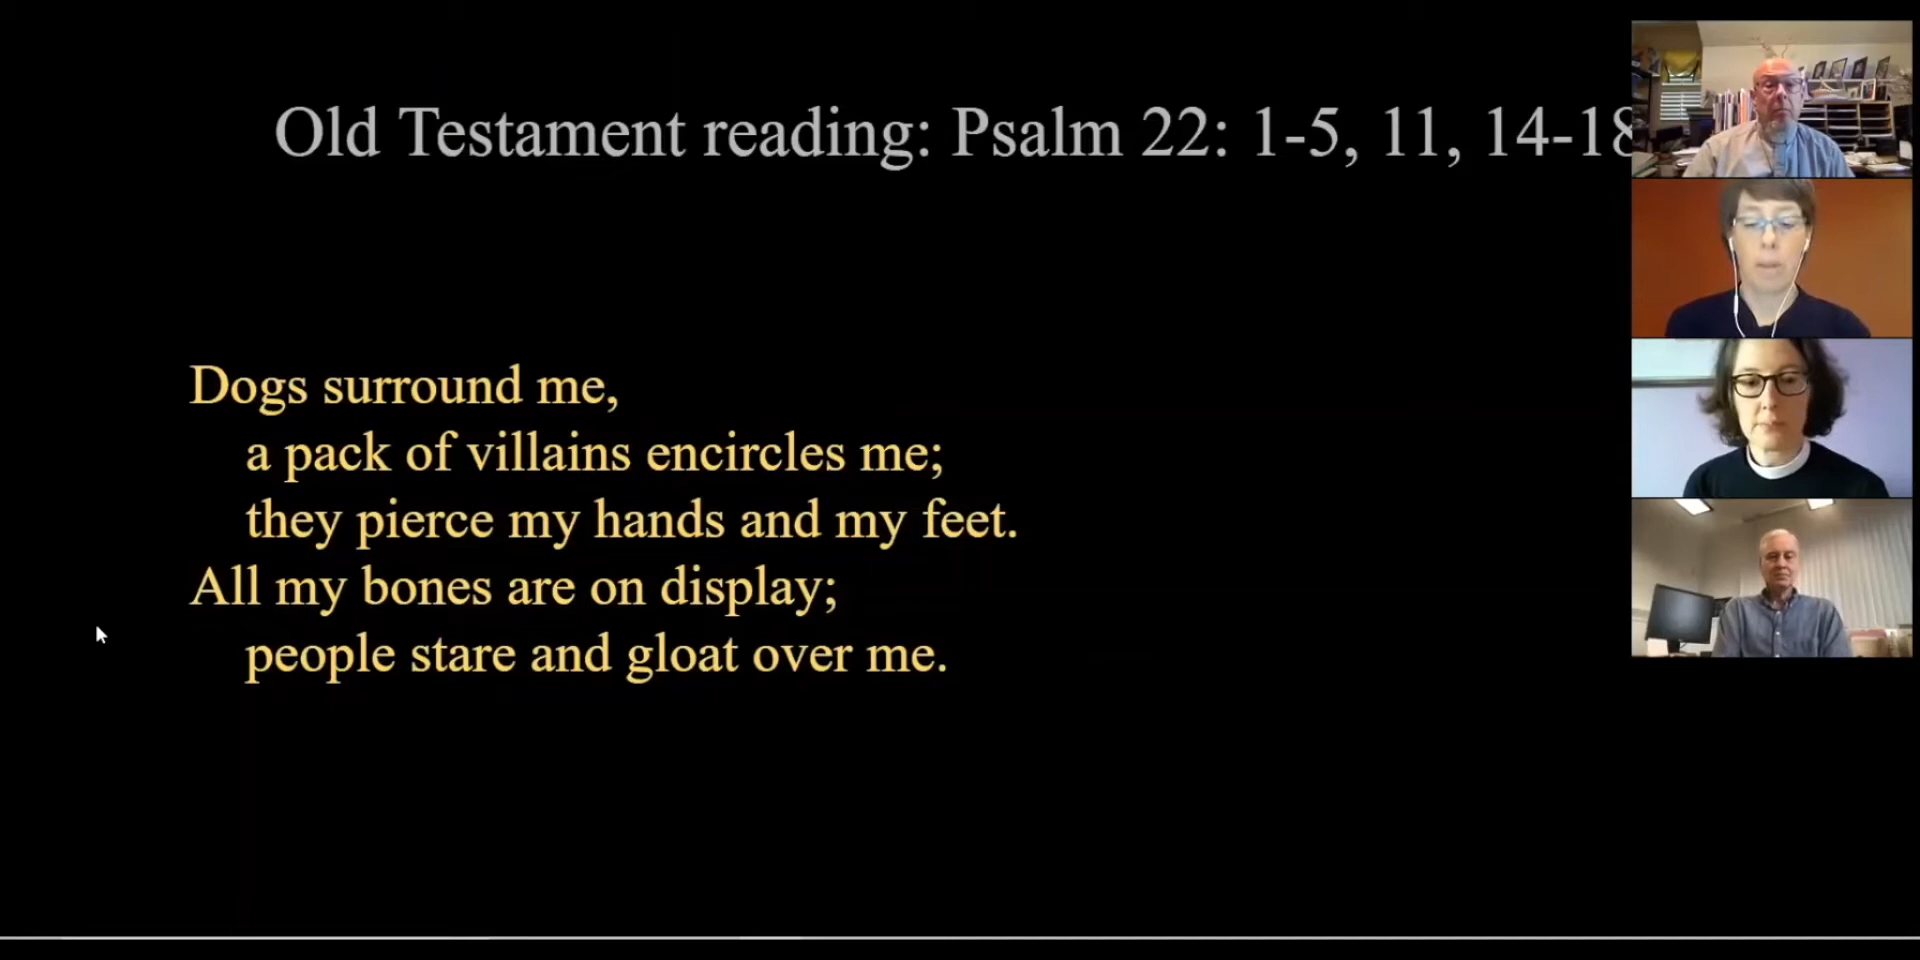 Old Testament reading: Psalm 22: 1-5, 11, 14-18
Dogs surround me,
a pack of villains encircles me;
they pierce my hands and my feet.
All my bones are on display;
people stare and gloat over me.